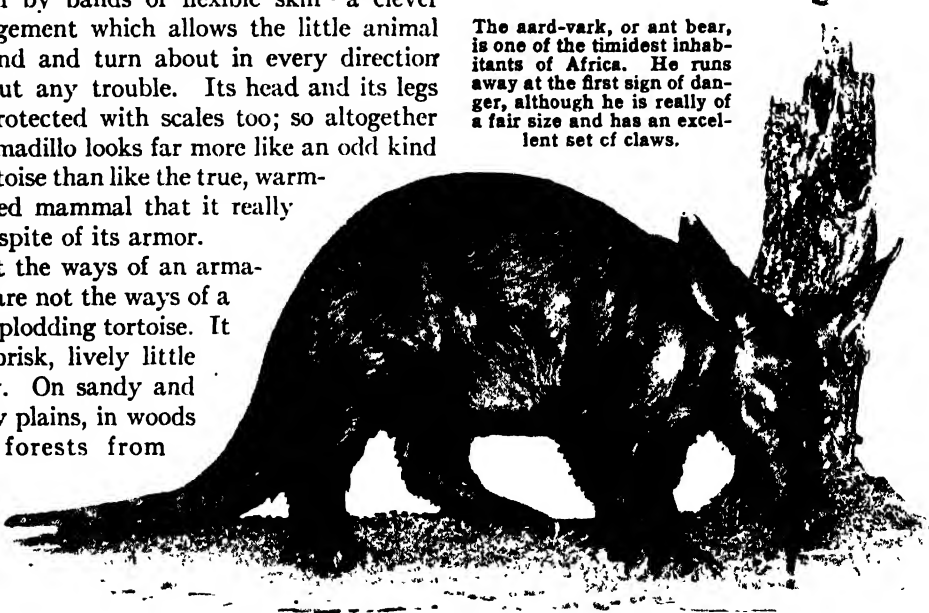 by bands of flexible skin a clever
gement which allows the little animal
nd and turn about in every direction
ut any trouble. Its head and its legs
rotected with scales too; so altogether
madillo looks far more like an odd kind
toise than like the true, warm-
ed mammal that it really
spite of its armor.
t the ways of an arma-
are not the ways of a
plodding tortoise. It
brisk, lively little
r. On sandy and
y plains, in woods
forests from
The aard-vark, or ant bear,
is one of the timidest inhab-
itants of Africa. He runs
away at the first sign of dan-
ger, although he is really of
a fair size and has an excel-
lent set cf claws.